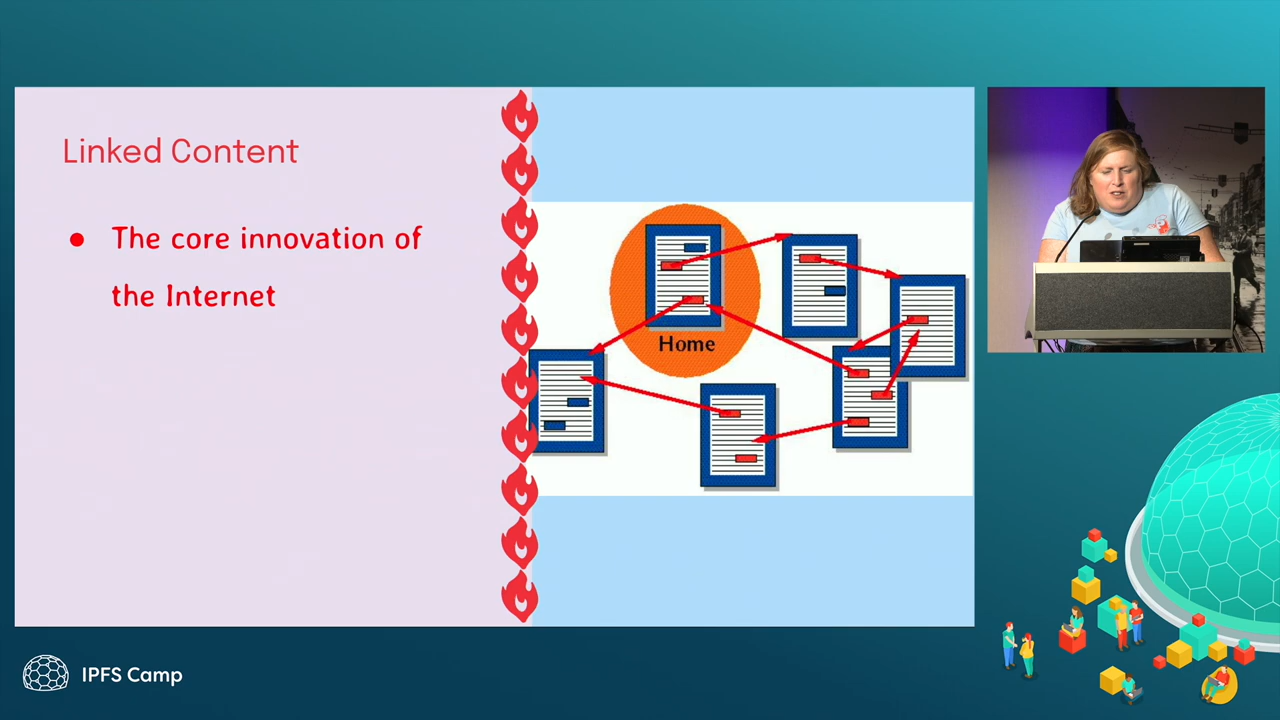 Linked Content
● The core innovation of
the Internet
Home
IPFS Camp